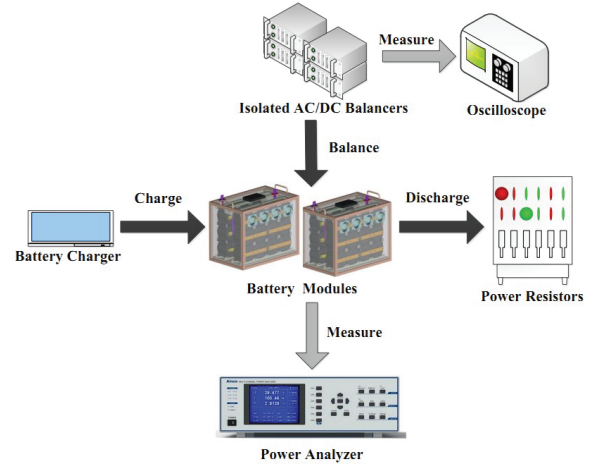 Measure
Isolated AC/DC Balancers
Oscilloscope
Balance
Charge
Discharge
Battery Charger
Battery Modules
Power Resistors
Measure
Power Analyzer